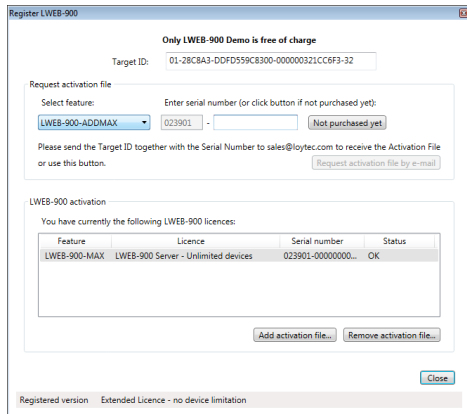 Register LWEB-900
Only LWEB-900 Demo is free of charge
Target ID: 01-28C8A3-DDFD559C8300-000000321CC6F3-32
Request activation file
Select feature: Enter serial number (or click button if not purchased yet):
LWEB-900-ADDMAX 023901 - Not purchased yet
Please send the Target ID together with the Serial Number to sales@loytec.com to receive the Activation File
or use this button. Request activation file by e-mail
LWEB-900 activation
You have currently the following LWEB-900 licences:
Feature Licence Serial number Status
LWEB-900-MAX LWEB-900 Server - Unlimited devices 023901-00000000... OK
Add activation file... Remove activation file...
Close
Registered version Extended Licence - no device limitation